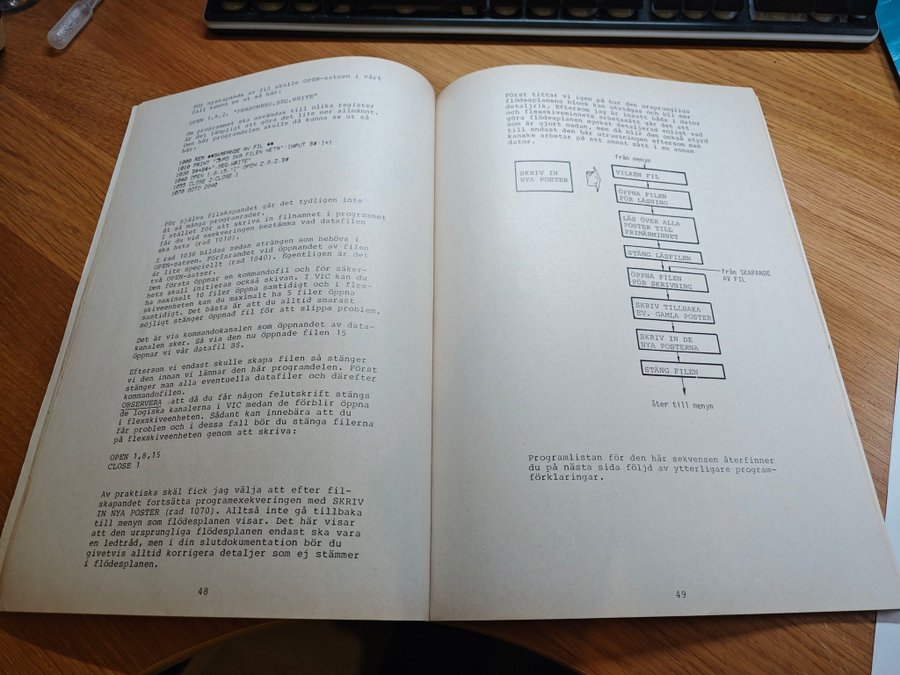 För nyskapande av fil skulle OPEN-satsen i vårt
fall kunna se ut så här:
OPEN 1,8,2, "PERSONREG,SEQ,WRITE"
Om programmet ska användas till olika register
är det lämpligt att göra det lite mer allmännt.
Den här programdelen skulle då kunna se ut så
här:
1000 REM **SKAPANDE AV FIL **
1010 PRINT "VAD SKA FILEN HETA":INPUT B$
1030 B$=B$+",SEQ,WRITE"
1040 OPEN 1,8,15,"I":OPEN 2,8,2,B$
1055 CLOSE 2:CLOSE 1
1070 GOTO 2040
För själva filskapandet går det tydligen inte
åt så många programrader.
I stället för att skriva in filnamnet i programmet
får du vid exekveringen bestämma vad datafilen
ska heta (rad 1010).
I rad 1030 bildas sedan strängen som behövs i
OPEN-satsen. Förfarandet vid öppnandet av filen
är lite speciellt (rad 1040). Egentligen är det
två OPEN-satser.
Den första öppnar en kommandofil och för säker-
hets skull initieras också skivan. I VIC kan du
ha maximalt 10 filer öppna samtidigt och i flex-
skiveenheten kan du maximalt ha 5 filer öppna
samtidigt. Det bästa är att du alltid snarast
möjligt stänger öppnad fil för att slippa problem.
Det är via kommandokanalen som öppnandet av data-
kanalen sker. Så via den nu öppnade filen 15
öppnar vi vår datafil B$.
Eftersom vi endast skulle skapa filen så stänger
vi den innan vi lämnar den här programdelen. Först
stänger man alla eventuella datafiler och därefter
kommandofilen.
OBSERVERA att då du får någon felutskrift stängs
de logiska kanalerna i VIC medan de förblir öppna
på flexskiveenheten. Sådant kan innebära att du
får problem och i dessa fall bör du stänga filerna
på flexskiveenheten genom att skriva:
OPEN 1,8,15
CLOSE 1
Av praktiska skäl fick jag välja att efter fil-
skapandet fortsätta programexekveringen med SKRIV
IN NYA POSTER (rad 1070). Alltså inte gå tillbaka
till menyn som flödesplanen visar. Det här visar
att den ursprungliga flödesplanen endast ska vara
en ledtråd, men i din slutdokumentation bör du
givetvis alltid korrigera detaljer som ej stämmer
i flödesplanen.
48
Först tittar vi igen på hur den ursprungliga
flödesplanens block kan utvidgas och bli mer
detaljrik. Eftersom jag är insatt både i dator
och flexskiveminnets arbetssätt går det att
göra flödesplanen mycket detaljerad enligt vad
som är gjort nedan, men då blir den också styrd
till endast den här utrustningen eftersom man
kanske arbetar på ett annat sätt i en annan
dator.
från menyn
SKRIV IN
NYA POSTER
VILKEN FIL
ÖPPNA FILEN
FÖR LÄSNING
LÄS ÖVER ALLA
POSTER TILL
PRIMÄRMINNET
STÄNG LÄSFILEN
från SKAPANDE
AV FIL
ÖPPNA FILEN
FÖR SKRIVNING
SKRIV TILLBAKA
EV. GAMLA POSTER
SKRIV IN DE
NYA POSTERNA
STÄNG FILEN
åter till menyn
Programlistan för den här sekvensen återfinner
du på nästa sida följd av ytterligare program-
förklaringar.
49